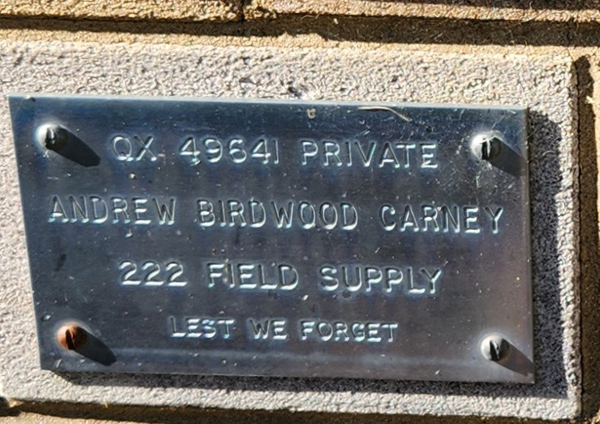 QX 49641 PRIVATE
ANDREW BIRDWOOD CARNEY
222 FIELD SUPPLY
LEST WE FORGET